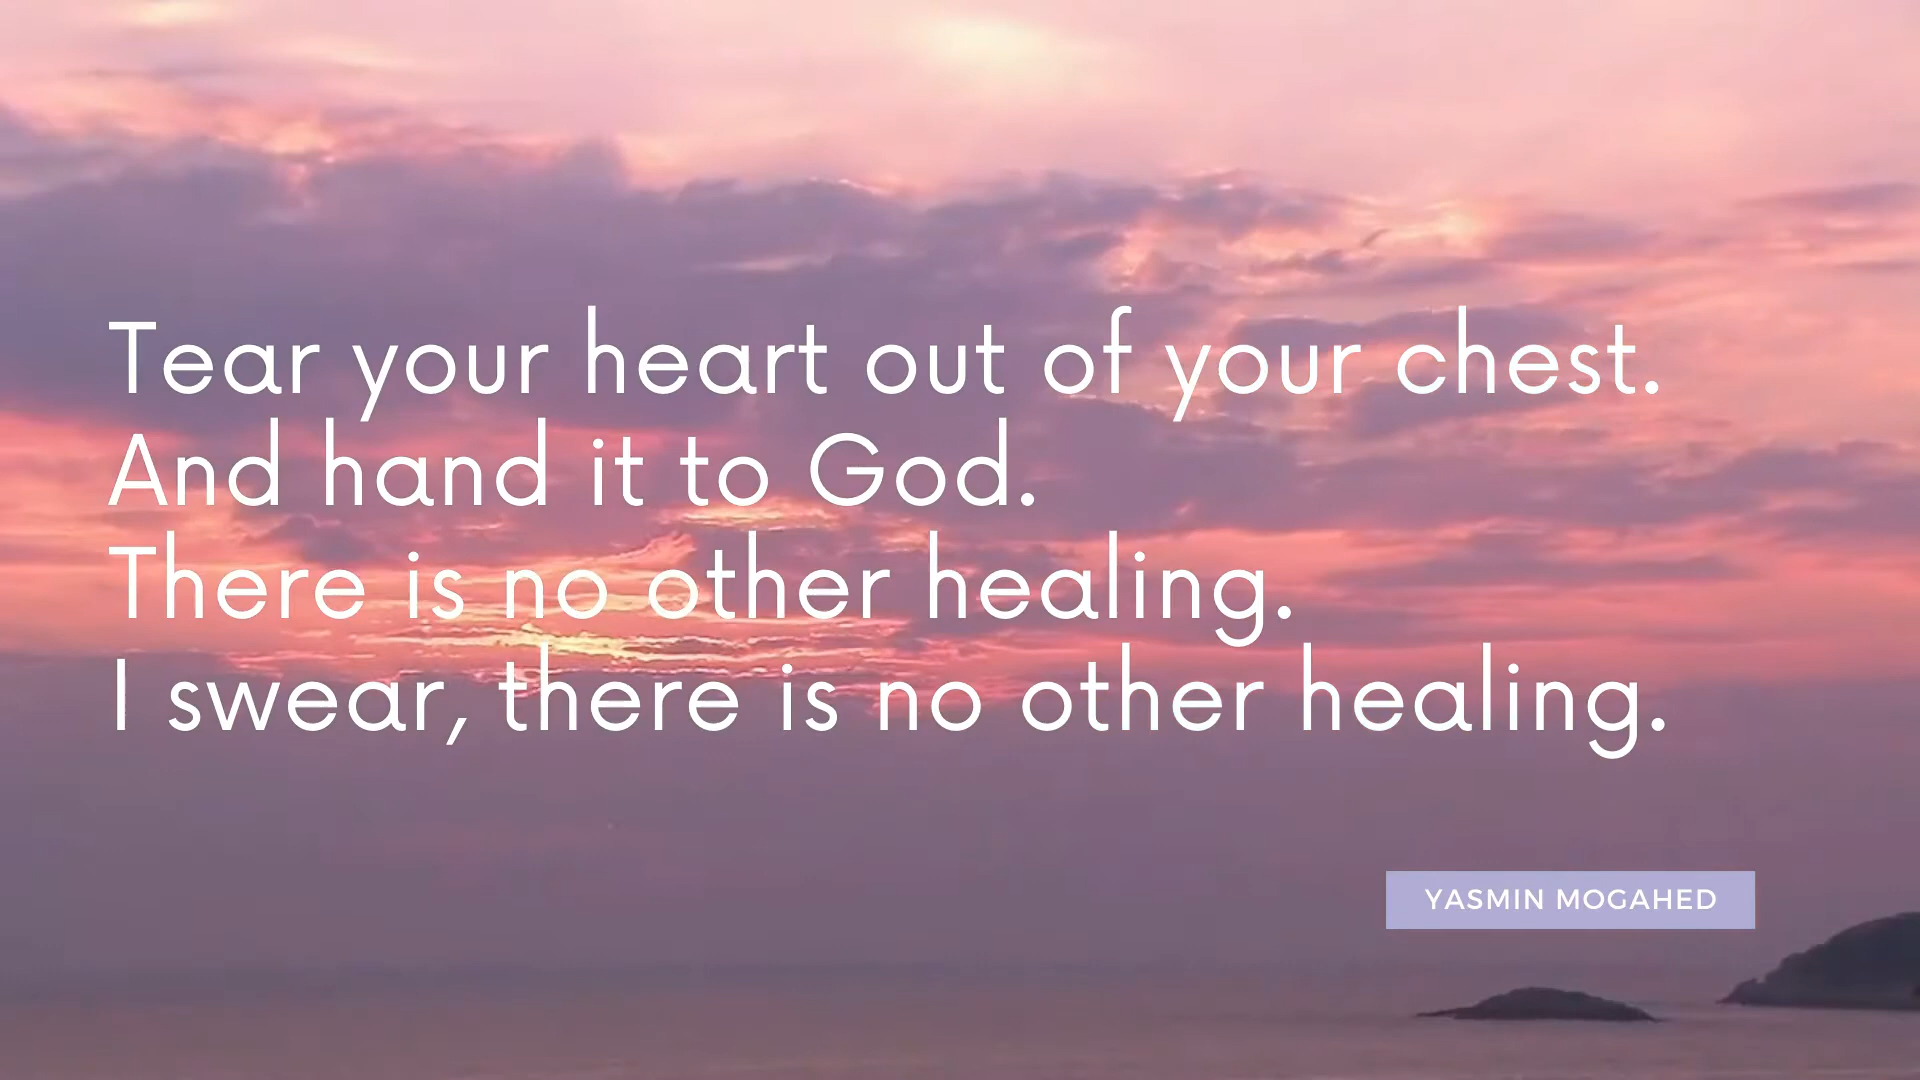 Tear your heart out of your chest.
And hand it to God.
There is no other healing.
I swear, there is no other healing.
YASMIN MOGAHED